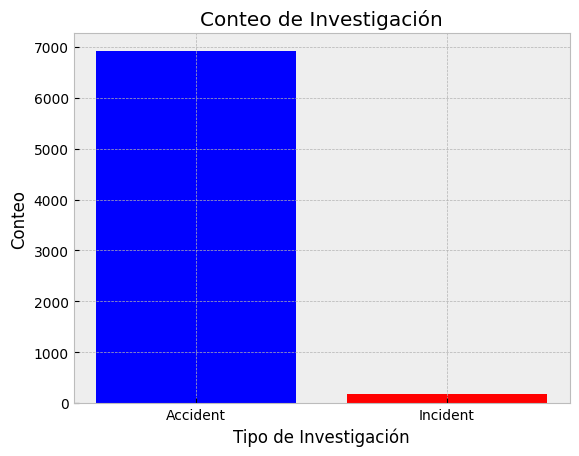 Conteo de Investigación
7000
6000
5000
4000
3000
2000
1000
0
Conteo
Accident
Incident
Tipo de Investigación